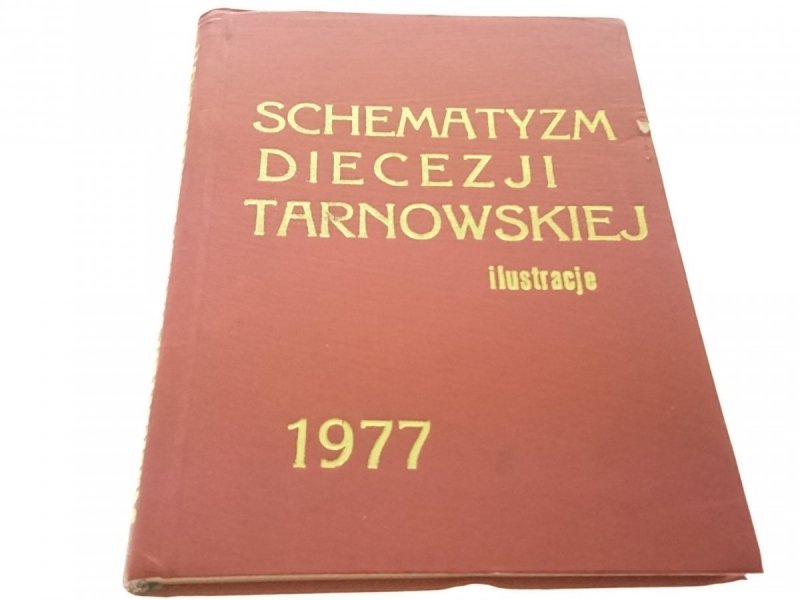 SCHEMATYZM
DIECEZJI
TARNOWSKIEJ
ilustracje
1977